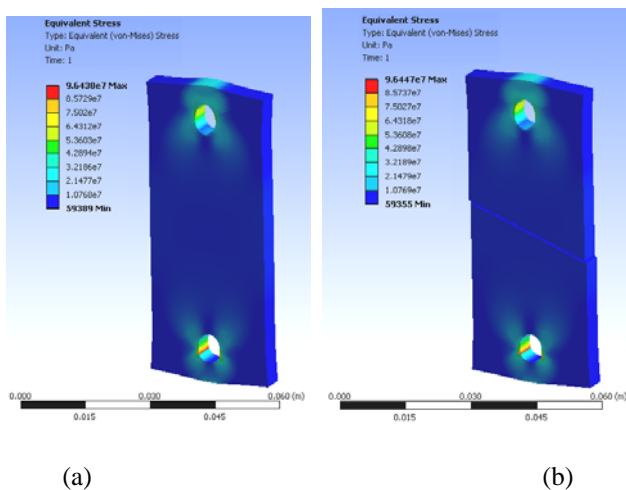 Equivalent Stress
Type: Equivalent (von-Mises) Stress
Unit: Pa
Time: 1
9.6438e7 Max
8.5729e7
7.502e7
6.4312e7
5.3603e7
4.2894e7
3.2186e7
2.1477e7
1.0768e7
59389 Min
0.000
0.000
0.060 (m)
0.015
0.045
(a)
Equivalent Stress
Type: Equivalent (von-Mises) Stress
Unit: Pa
Time: 1
9.6447e7 Max
8.5737e7
7.5027e7
6.4318e7
5.3608e7
4.2898e7
3.2189e7
2.1479e7
1.0769e7
59355 Min
0.000
0.030
0.060 (m)
0.015
0.045
(b)